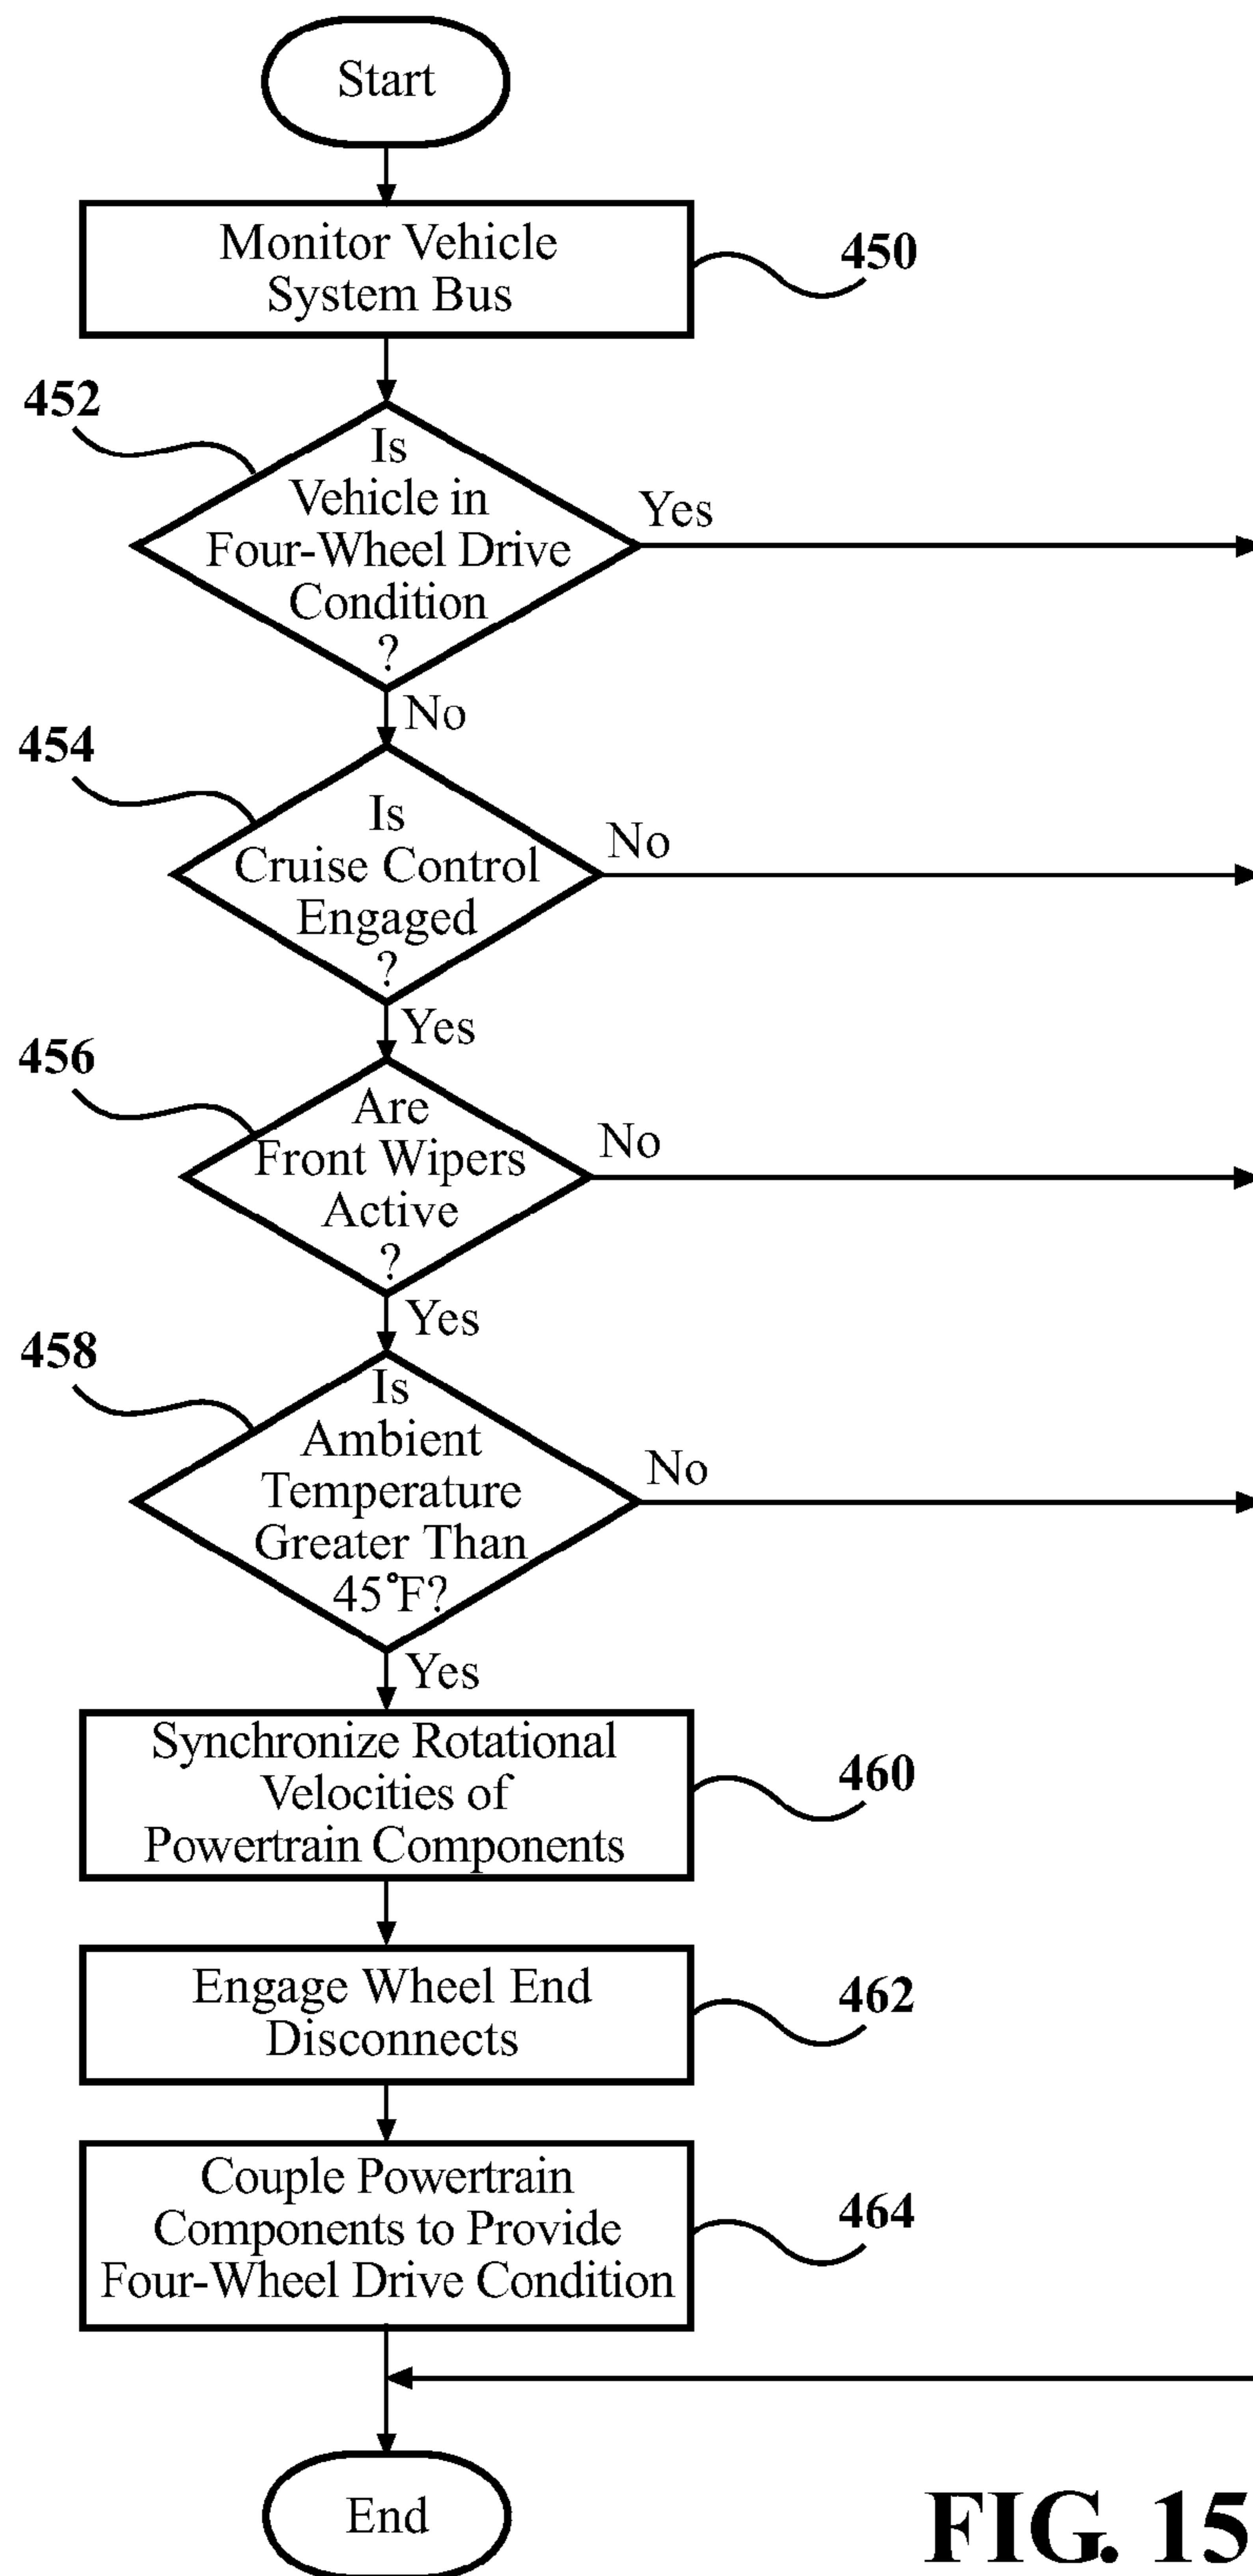 Start
Monitor Vehicle
System Bus
450
452
Is
Vehicle in
Four-Wheel Drive
Condition
?
Yes
No
454
Is
Cruise Control
Engaged
?
No
Yes
456
Are
Front Wipers
Active
?
No
Yes
458
Is
Ambient
Temperature
Greater Than
45°F?
No
Yes
Synchronize Rotational
Velocities of
Powertrain Components
460
Engage Wheel End
Disconnects
462
Couple Powertrain
Components to Provide
Four-Wheel Drive Condition
464
End
FIG. 15